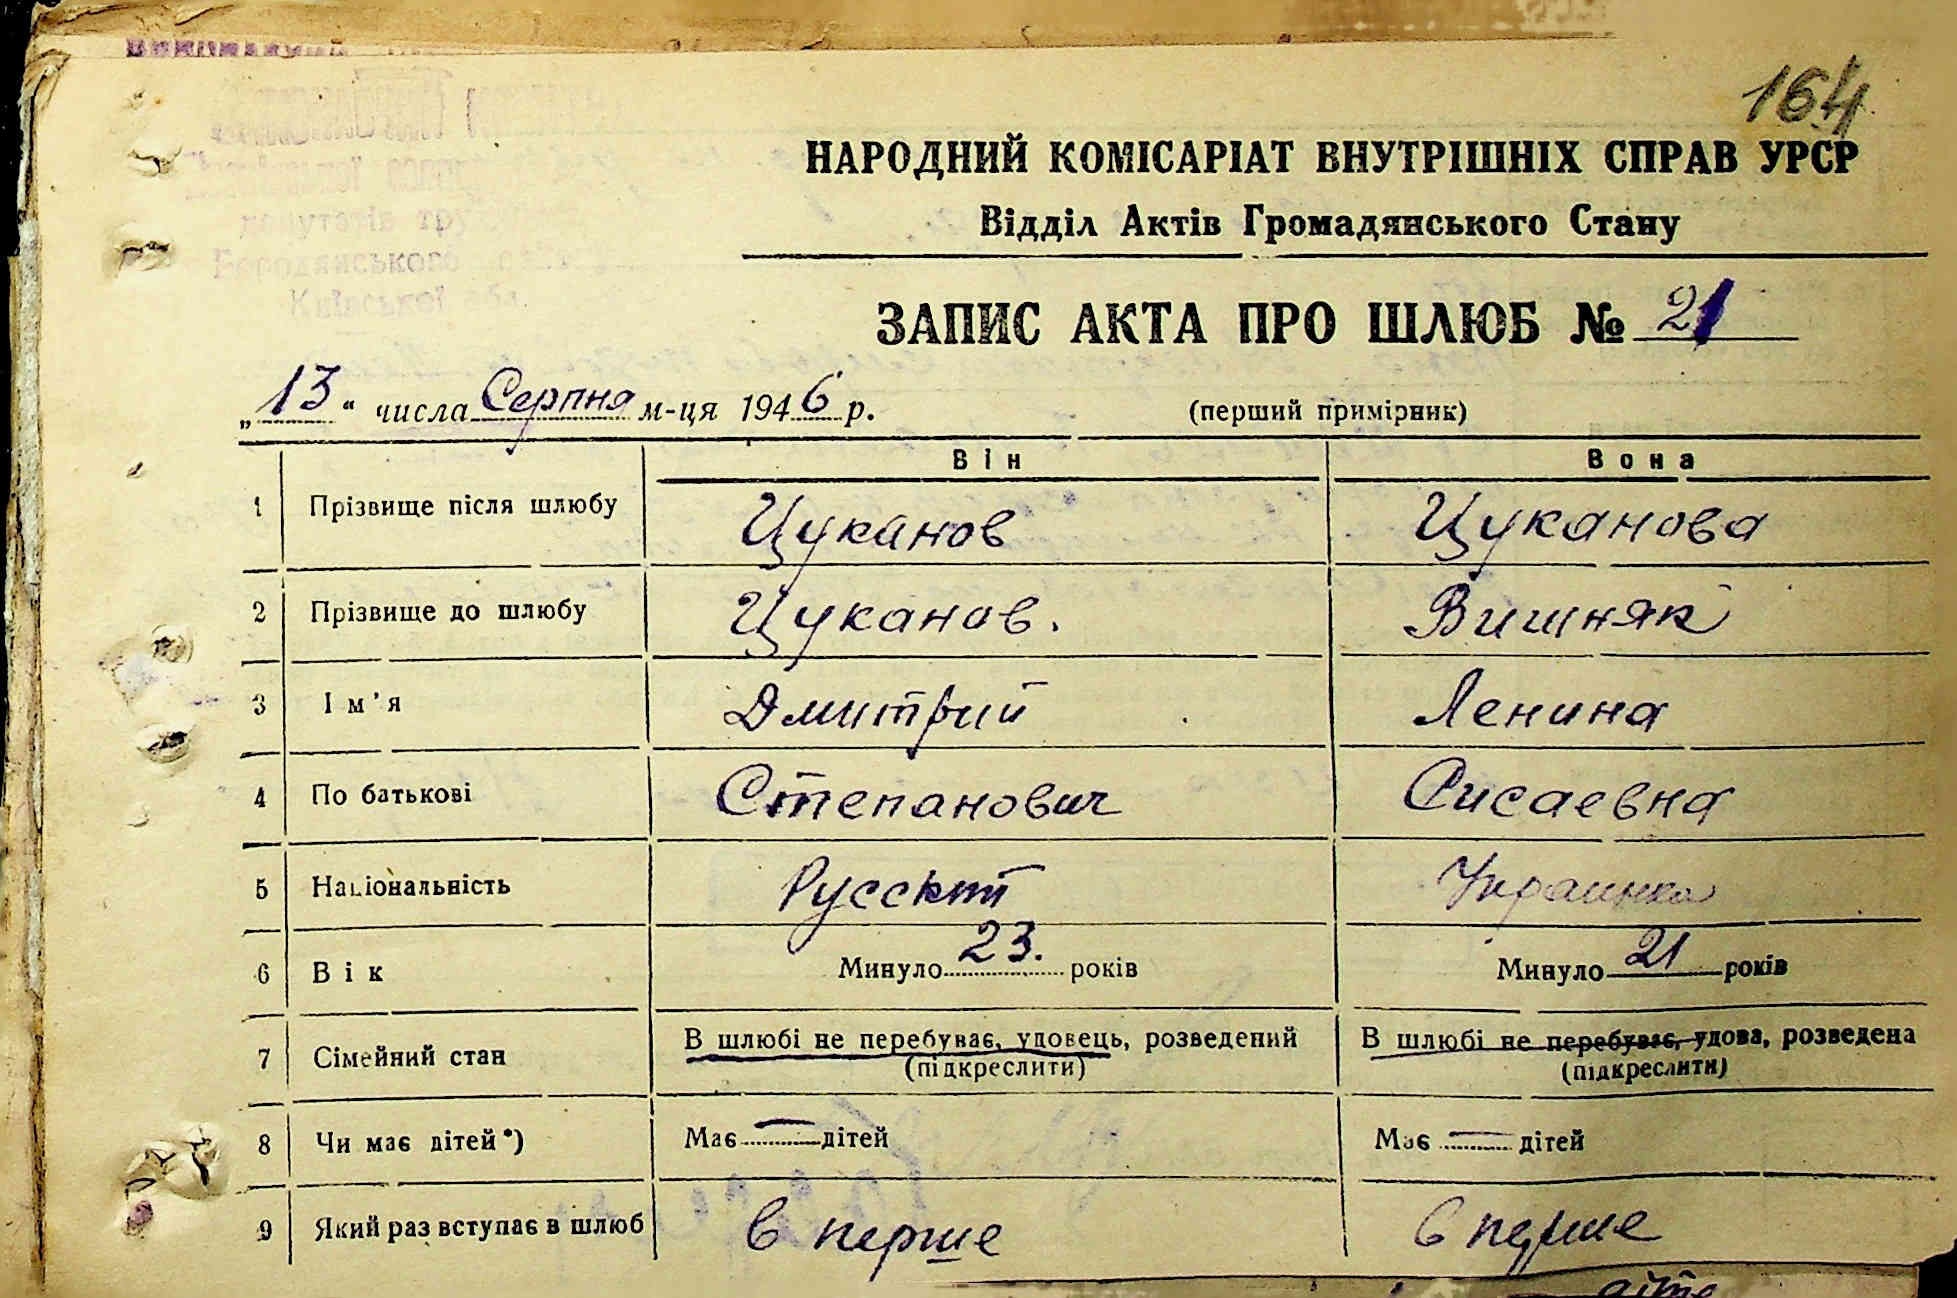 164
НАРОДНИЙ КОМІСАРІАТ ВНУТРІШНІХ СПРАВ УРСР
Відділ Актів Громадянського Стану
депутатів
Бородянського
Київської обл.
ЗАПИС АКТА ПРО ШЛЮБ № 21
„13“ числа Серпня м-ця 1946 р. (перший примірник)
Він Вона
1 Прізвище після шлюбу Цуканов Цуканова
2 Прізвище до шлюбу Цуканов. Вишняк
3 Ім'я Дмитрий Ленина
4 По батькові Степанович Фисаевна
5 Національність Русский Украинка
6 Вік Минуло 23. років Минуло 21 років
7 Сімейний стан В шлюбі не перебуває, удовець, розведений В шлюбі не перебуває, удова, розведена
(підкреслити) (підкреслити)
8 Чи має дітей*) Має — дітей Має — дітей
9 Який раз вступає в шлюб в перше в перше